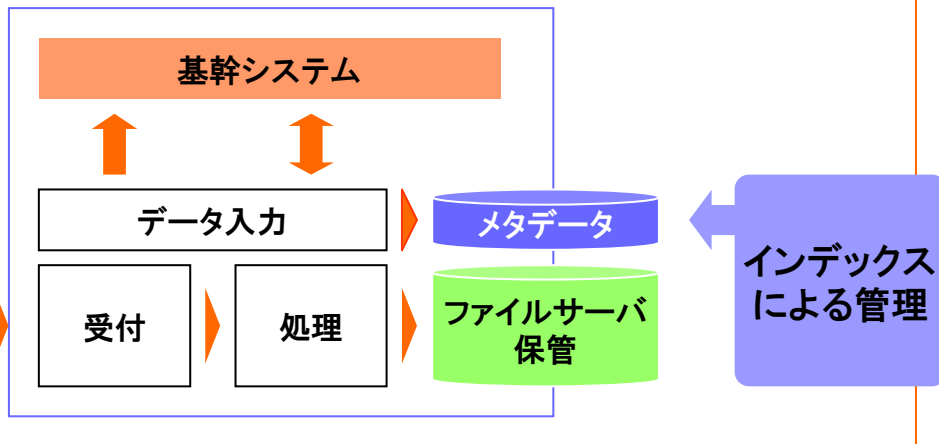 基幹システム
データ入力
メタデータ
受付
処理
ファイルサーバ
保管
インデックス
による管理